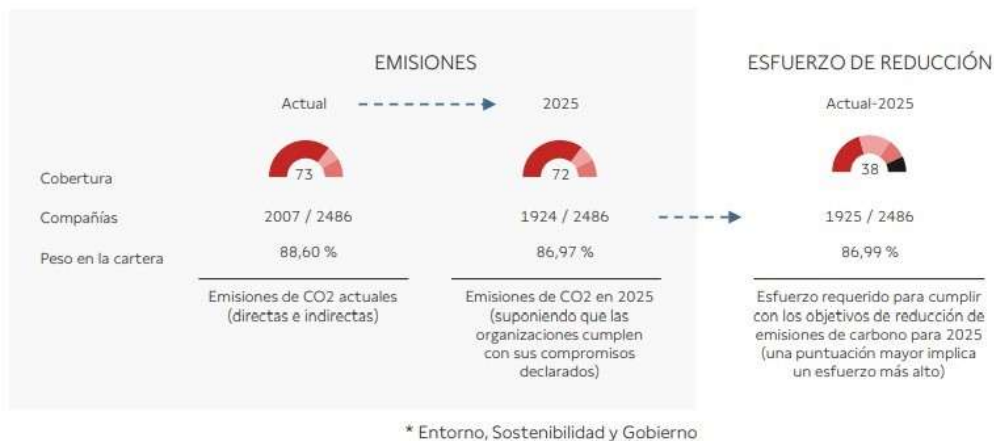 EMISIONES
ESFUERZO DE REDUCCIÓN
Actual
2025
Actual-2025
Cobertura
73
72
38
Compañías
2007 / 2486
1924 / 2486
1925 / 2486
Peso en la cartera
88,60 %
86,97 %
86,99 %
Emisiones de CO2 actuales
(directas e indirectas)
Emisiones de CO2 en 2025
(suponiendo que las
organizaciones cumplen
con sus compromisos
declarados)
Esfuerzo requerido para cumplir
con los objetivos de reducción de
emisiones de carbono para 2025
(una puntuación mayor implica
un esfuerzo más alto)
* Entorno, Sostenibilidad y Gobierno